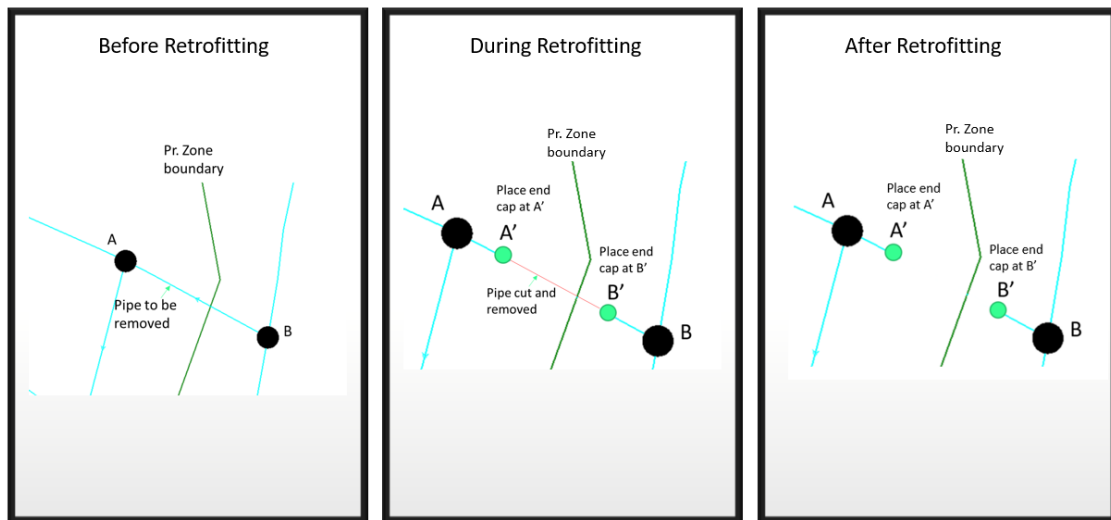 Before Retrofitting
Pr. Zone
boundary
A
Pipe to be
removed
B
During Retrofitting
Pr. Zone
boundary
Place end
cap at A’
A
A’
Place end
cap at B’
Pipe cut and
removed
B’
B
After Retrofitting
Pr. Zone
boundary
Place end
cap at A’
A
A’
Place end
cap at B’
B’
B